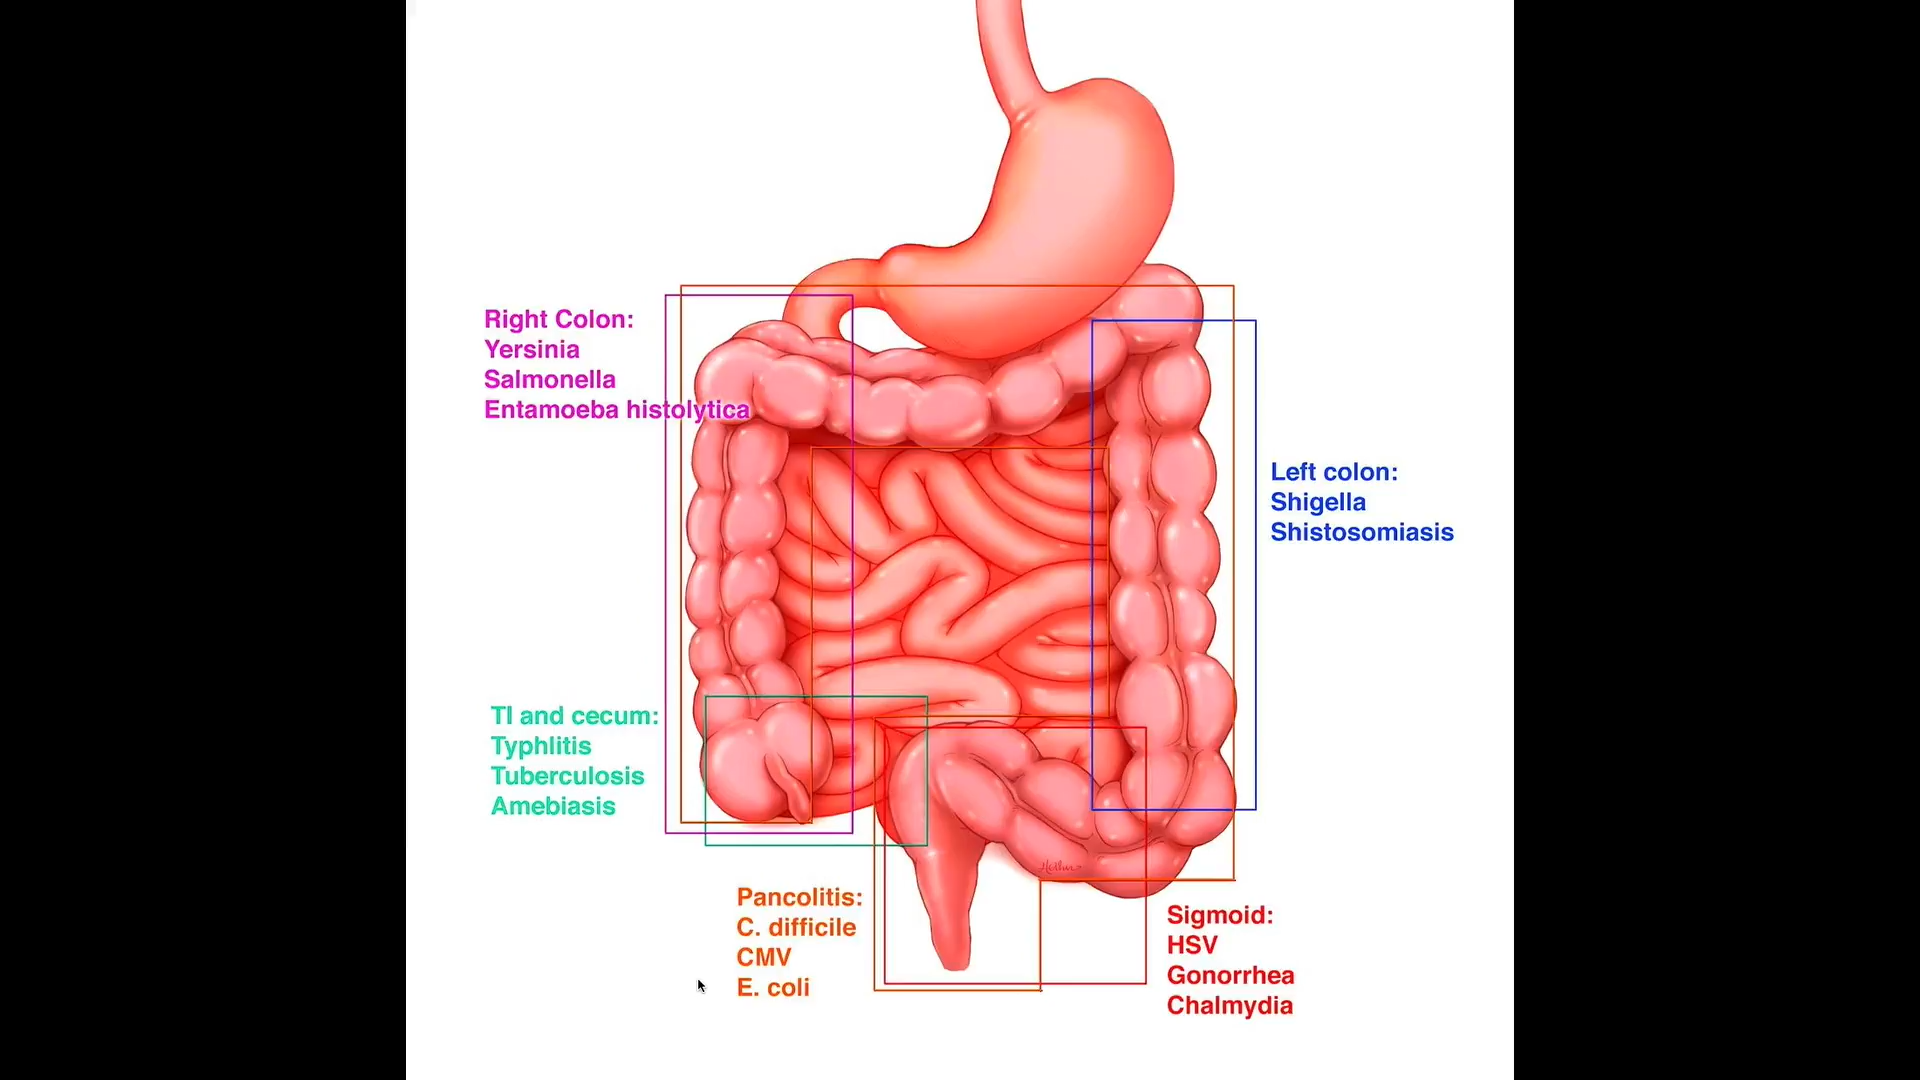 Right Colon:
Yersinia
Salmonella
Entamoeba histolytica
Left colon:
Shigella
Shistosomiasis
TI and cecum:
Typhlitis
Tuberculosis
Amebiasis
Pancolitis:
C. difficile
CMV
E. coli
Sigmoid:
HSV
Gonorrhea
Chalmydia